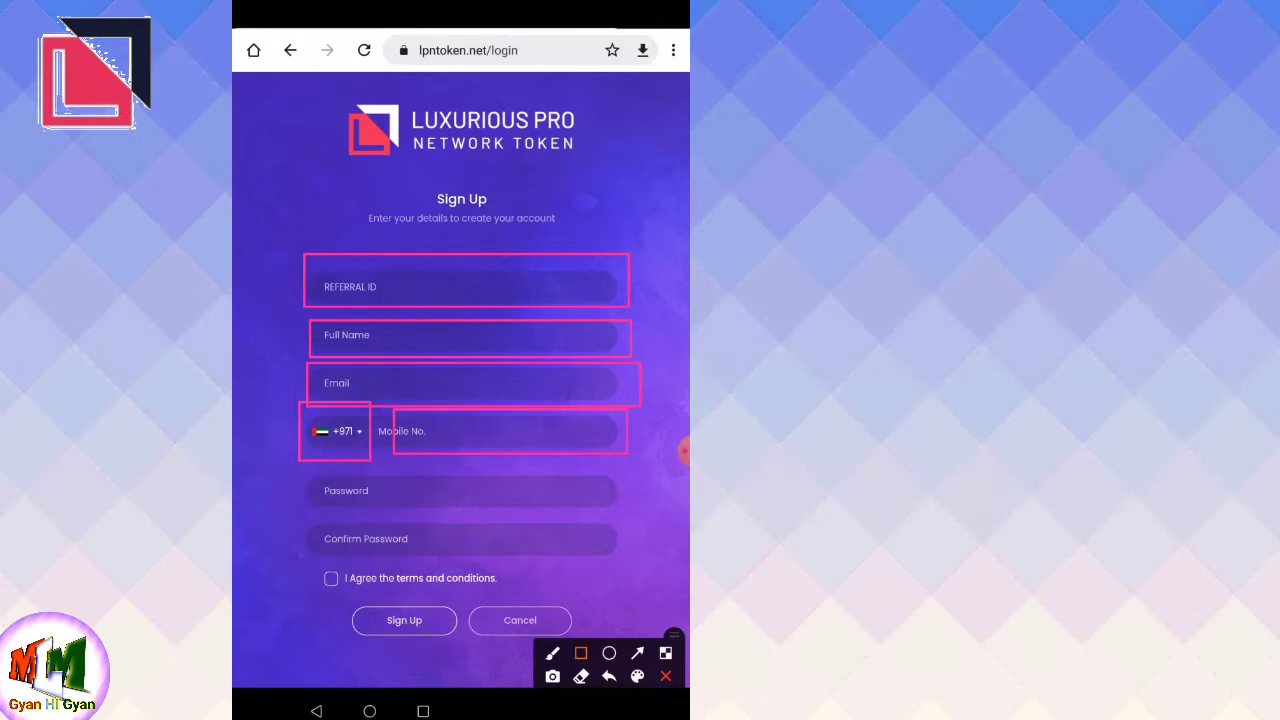 lpntoken.net/login
LUXURIOUS PRO
NETWORK TOKEN
Sign Up
Enter your details to create your account
REFERRAL ID
Full Name
Email
+971 Mobile No.
Password
Confirm Password
I Agree the terms and conditions.
Sign Up Cancel
MLM
Gyan Hi Gyan